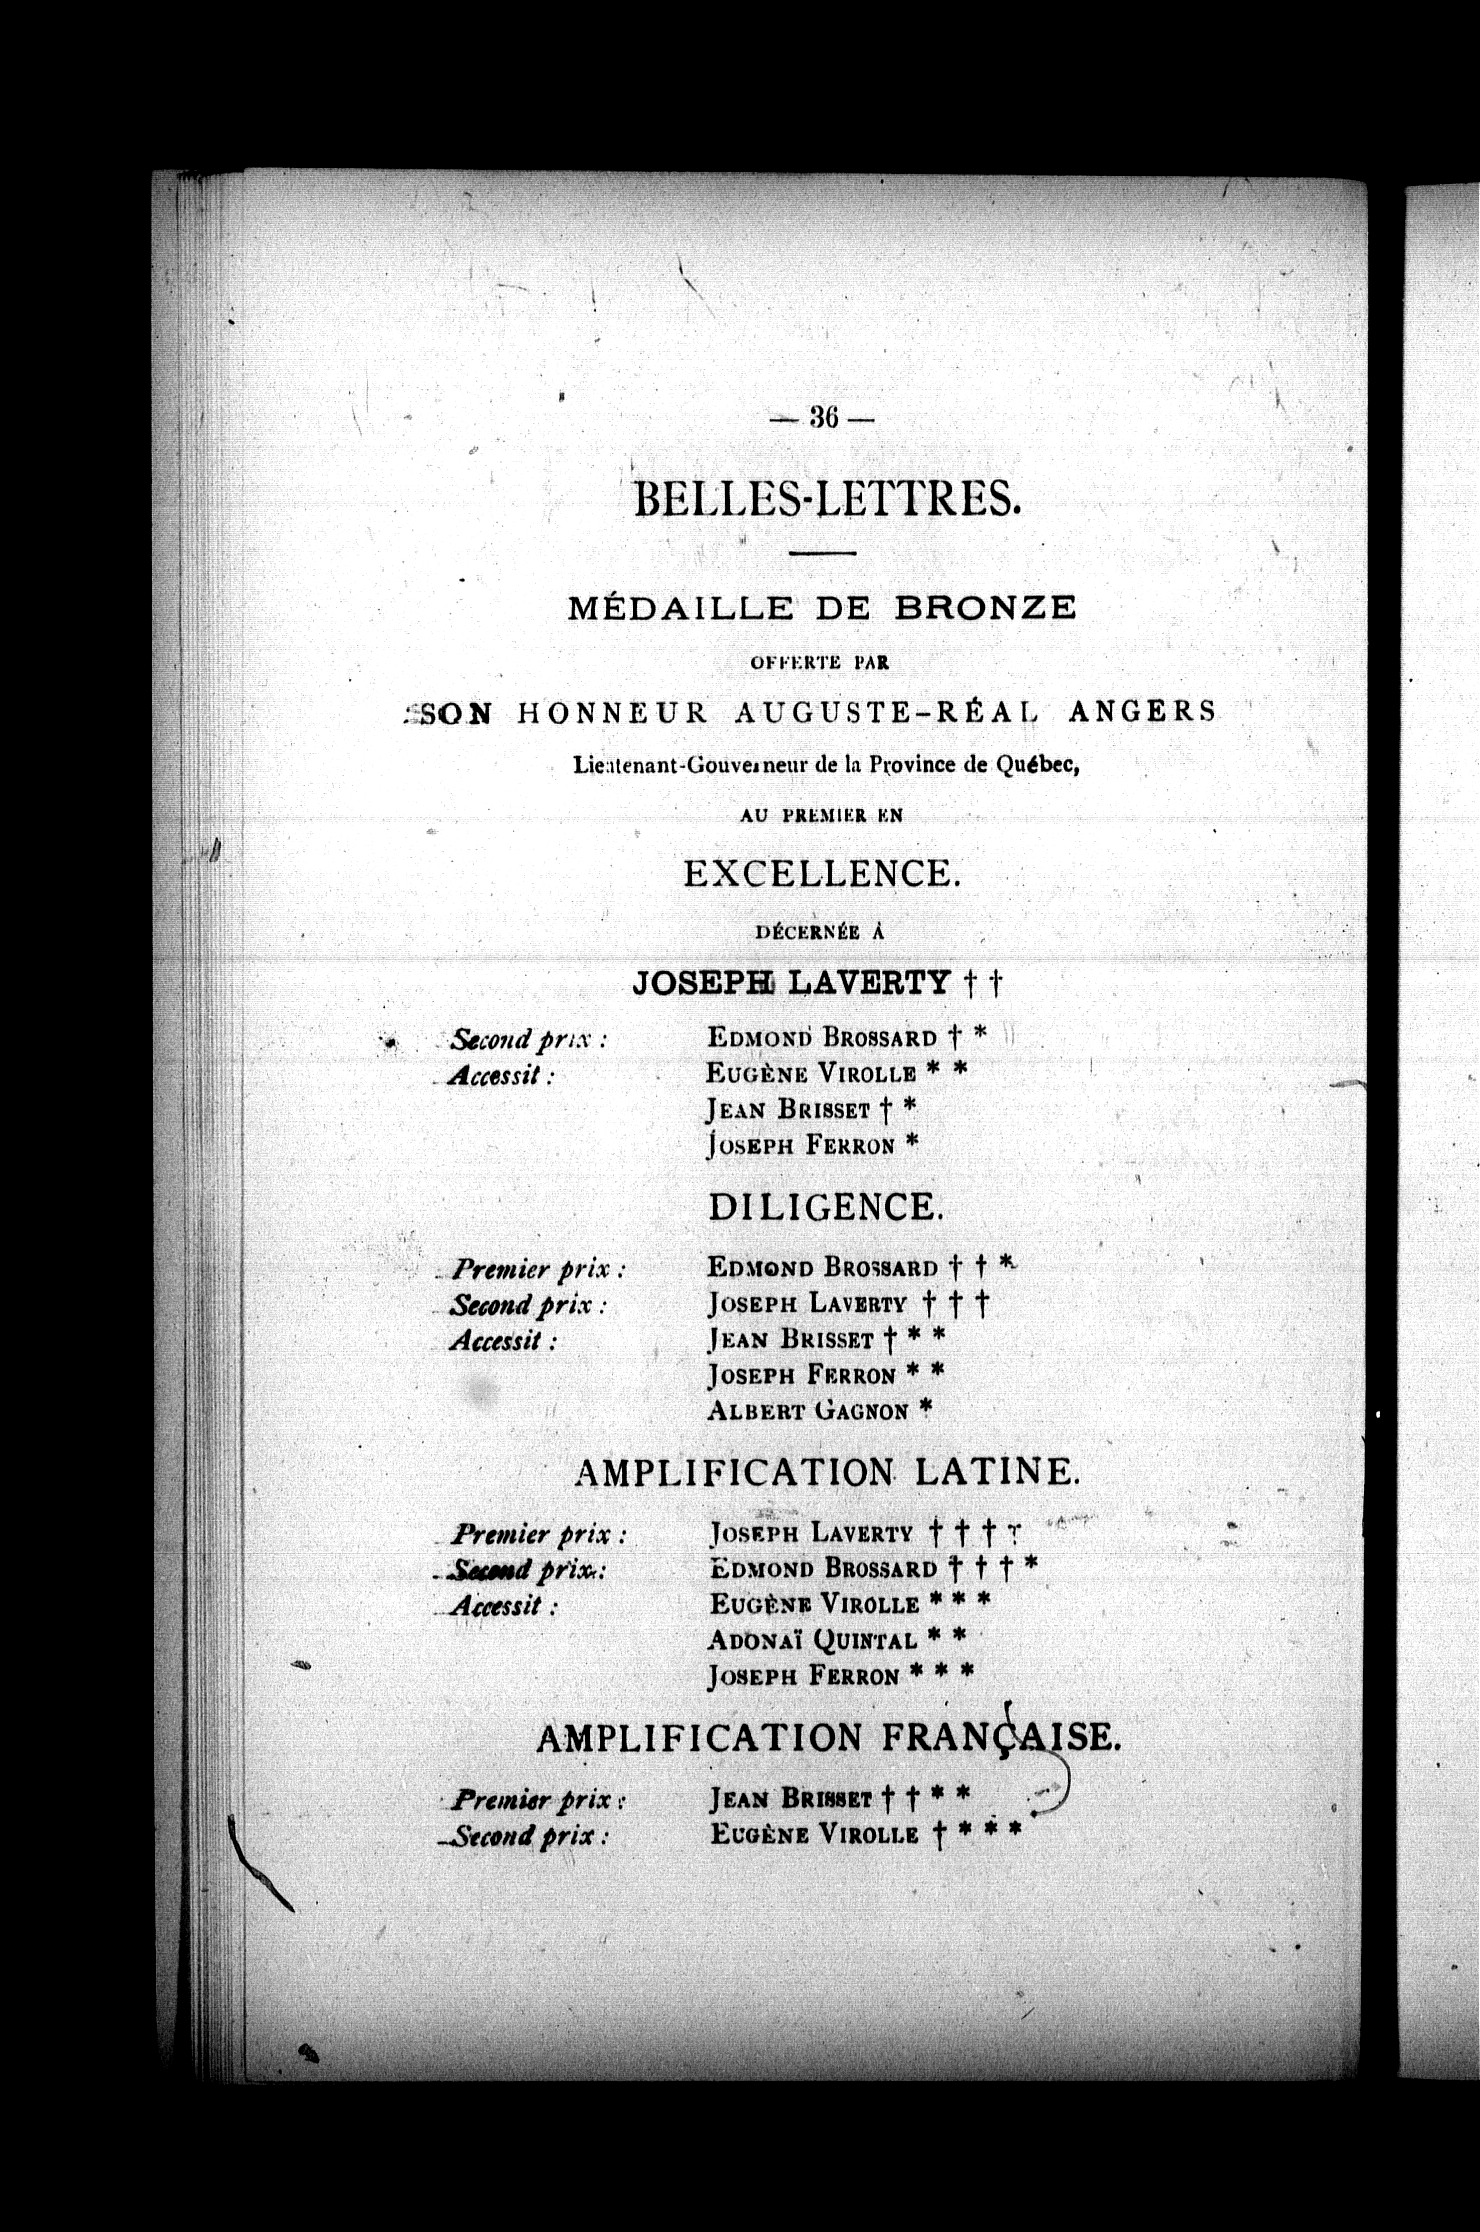 — 36 —
BELLES-LETTRES.
MÉDAILLE DE BRONZE
OFFERTE PAR
SON HONNEUR AUGUSTE-RÉAL ANGERS
Lieutenant-Gouverneur de la Province de Québec,
AU PREMIER EN
EXCELLENCE.
DÉCERNÉE À
JOSEPH LAVERTY † †
Second prix : EDMOND BROSSARD † *
Accessit : EUGÈNE VIROLLE * *
JEAN BRISSET † *
JOSEPH FERRON *
DILIGENCE.
Premier prix : EDMOND BROSSARD † † *
Second prix : JOSEPH LAVERTY † † †
Accessit : JEAN BRISSET † * *
JOSEPH FERRON * *
ALBERT GAGNON *
AMPLIFICATION LATINE.
Premier prix : JOSEPH LAVERTY † † † †
Second prix : EDMOND BROSSARD † † † *
Accessit : EUGÈNE VIROLLE * * *
ADONAÏ QUINTAL * *
JOSEPH FERRON * * *
AMPLIFICATION FRANÇAISE.
Premier prix : JEAN BRISSET † † * *
Second prix : EUGÈNE VIROLLE † * * *